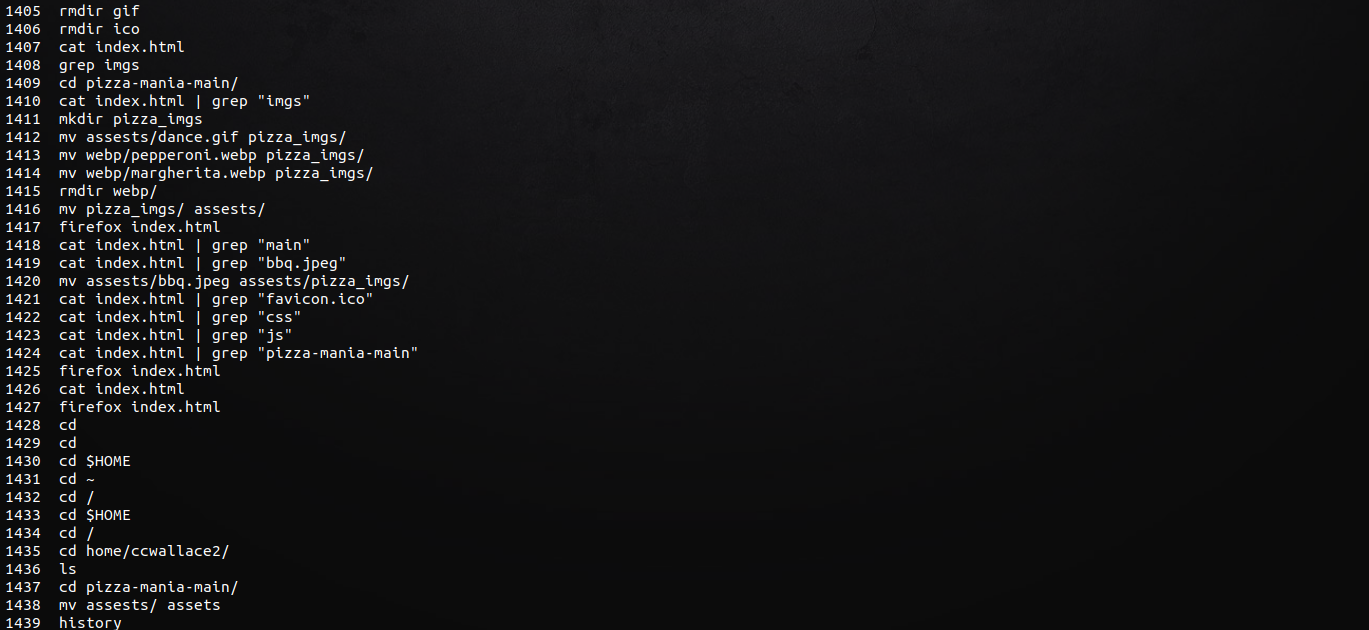 1405  rmdir gif
1406  rmdir ico
1407  cat index.html
1408  grep imgs
1409  cd pizza-mania-main/
1410  cat index.html | grep "imgs"
1411  mkdir pizza_imgs
1412  mv assests/dance.gif pizza_imgs/
1413  mv webp/pepperoni.webp pizza_imgs/
1414  mv webp/margherita.webp pizza_imgs/
1415  rmdir webp/
1416  mv pizza_imgs/ assests/
1417  firefox index.html
1418  cat index.html | grep "main"
1419  cat index.html | grep "bbq.jpeg"
1420  mv assests/bbq.jpeg assests/pizza_imgs/
1421  cat index.html | grep "favicon.ico"
1422  cat index.html | grep "css"
1423  cat index.html | grep "js"
1424  cat index.html | grep "pizza-mania-main"
1425  firefox index.html
1426  cat index.html
1427  firefox index.html
1428  cd
1429  cd
1430  cd $HOME
1431  cd ~
1432  cd /
1433  cd $HOME
1434  cd /
1435  cd home/ccwallace2/
1436  ls
1437  cd pizza-mania-main/
1438  mv assests/ assets
1439  history